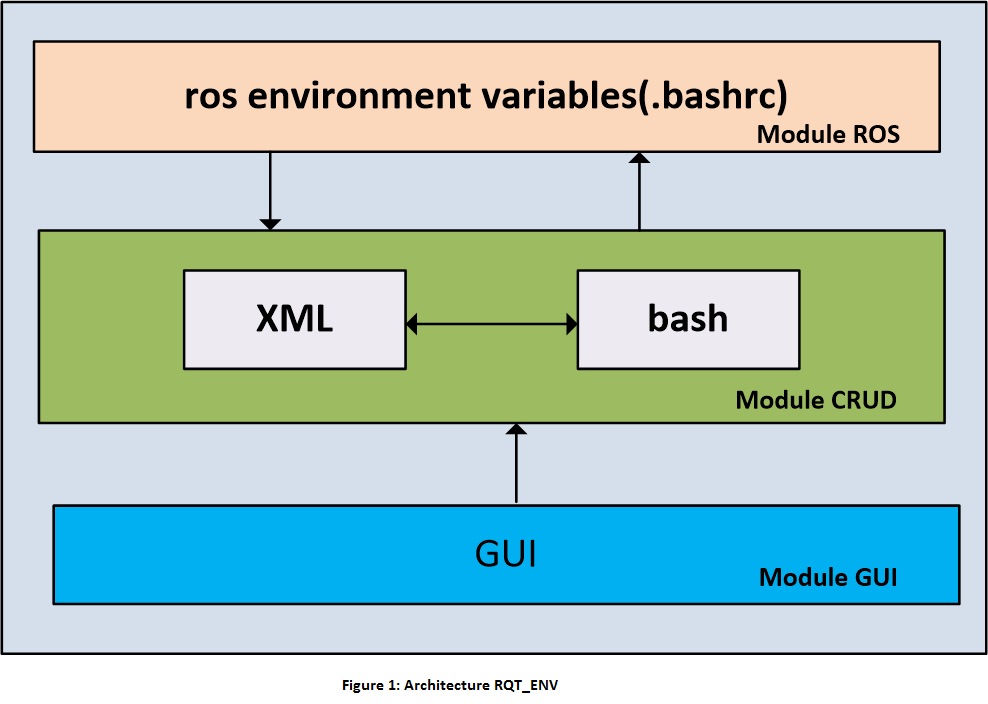 ros environment variables(.bashrc)
Module ROS
XML
bash
Module CRUD
GUI
Module GUI
Figure 1: Architecture RQT_ENV